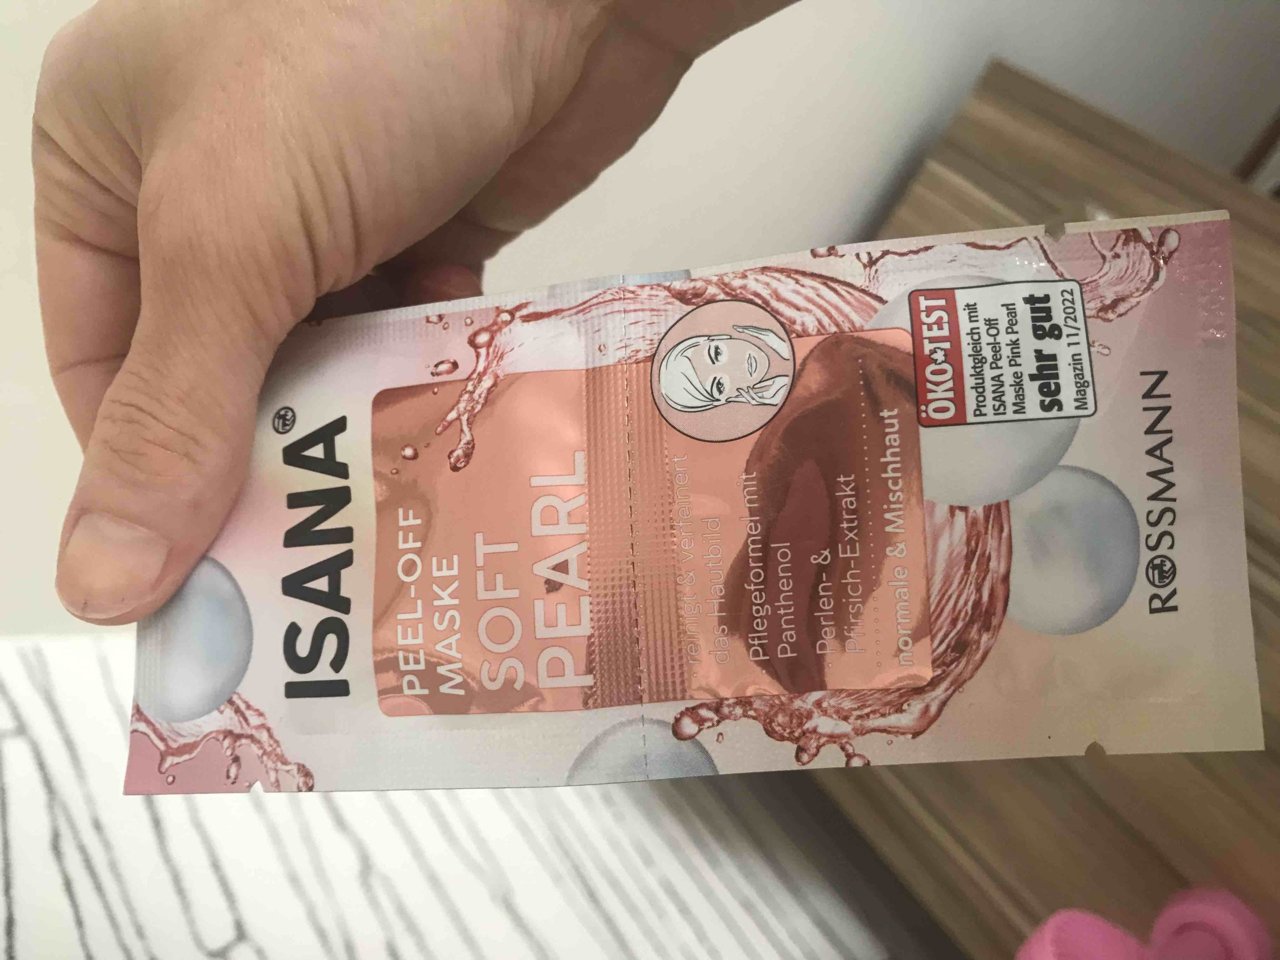 ISANA®
PEEL-OFF
MASKE
SOFT
PEARL
reinigt & verfeinert
das Hautbild
Pflegeformel mit
Panthenol
Perlen- &
Pfirsich-Extrakt
normale & Mischhaut
ÖKO TEST
Produktgleich mit
ISANA Peel-Off
Maske Pink Pearl
sehr gut
Magazin 11/2022
ROSSMANN